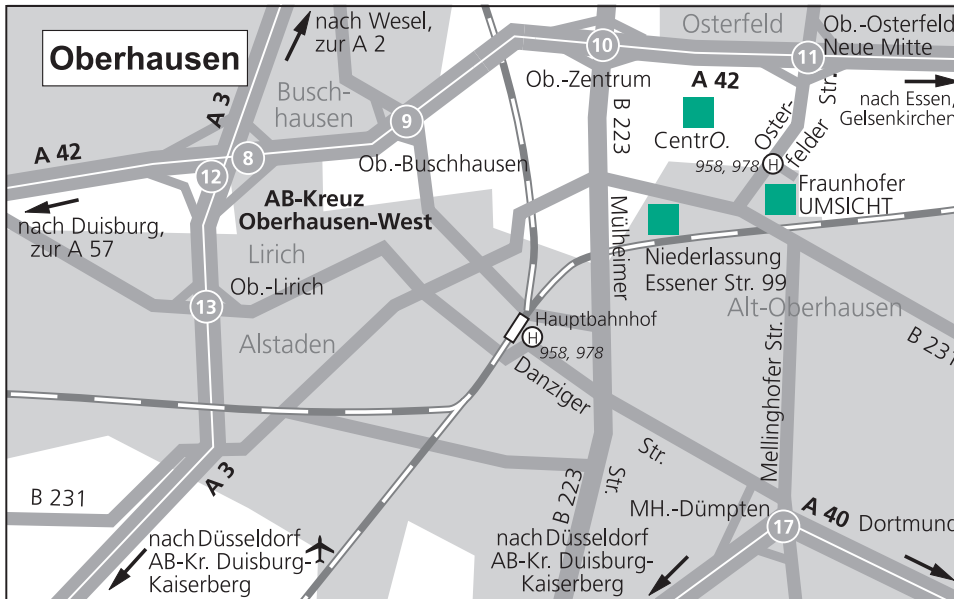 Oberhausen
nach Wesel,
zur A 2
Osterfeld
Ob.-Osterfeld
Neue Mitte
10
11
Ob.-Zentrum
A 42
nach Essen,
Gelsenkirchen
A 3
Busch-
hausen
9
B 223
CentrO.
Oster-
felder
Str.
A 42
8
12
Ob.-Buschhausen
958, 978
H
Fraunhofer
UMSICHT
AB-Kreuz
Oberhausen-West
nach Duisburg,
zur A 57
Lirich
Mülheimer
Niederlassung
Essener Str. 99
13
Ob.-Lirich
Alt-Oberhausen
Hauptbahnhof
H
958, 978
Alstaden
Danziger
Mellinghofer Str.
B 231
Str.
A 3
B 231
B 223
Str.
MH.-Dümpten
17
A 40
Dortmund
nach Düsseldorf
AB-Kr. Duisburg-
Kaiserberg
nach Düsseldorf
AB-Kr. Duisburg-
Kaiserberg